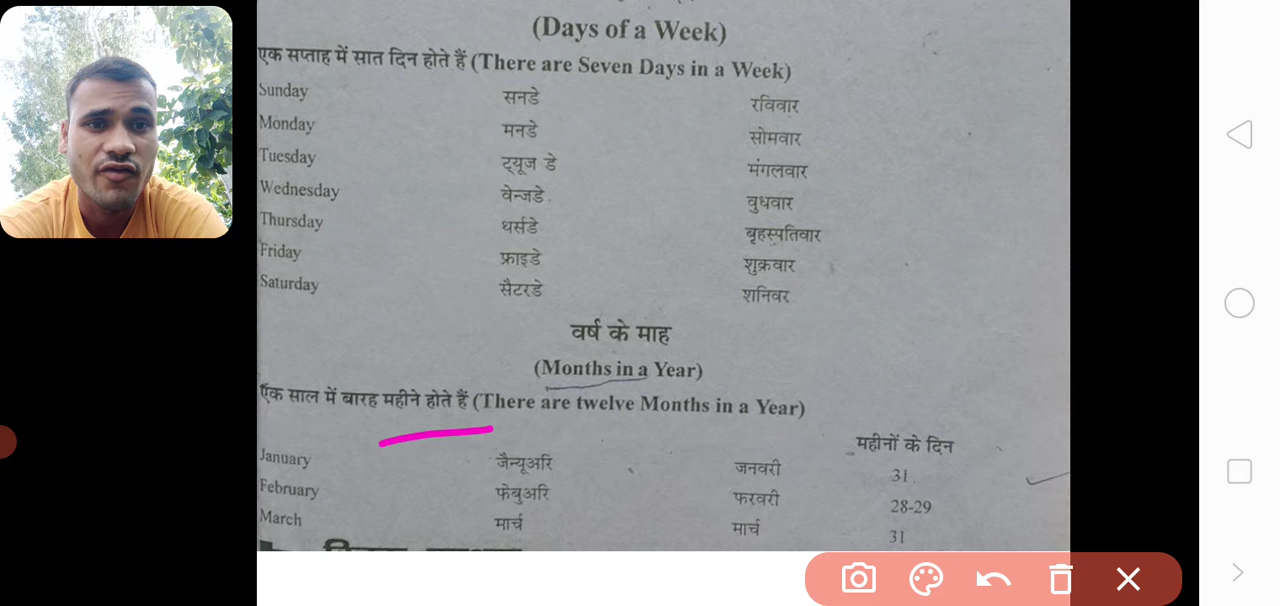 (Days of a Week)
एक सप्ताह में सात दिन होते हैं (There are Seven Days in a Week)
Sunday सनडे रविवार
Monday मनडे सोमवार
Tuesday ट्यूज डे मंगलवार
Wednesday वेन्जडे वुधवार
Thursday थर्सडे बृहस्पतिवार
Friday फ्राइडे शुक्रवार
Saturday सैटरडे शनिवर
वर्ष के माह
(Months in a Year)
एक साल में बारह महीने होते हैं (There are twelve Months in a Year)
महीनों के दिन
January जैन्यूअरि जनवरी 31
February फेबुअरि फरवरी 28-29
March मार्च मार्च 31